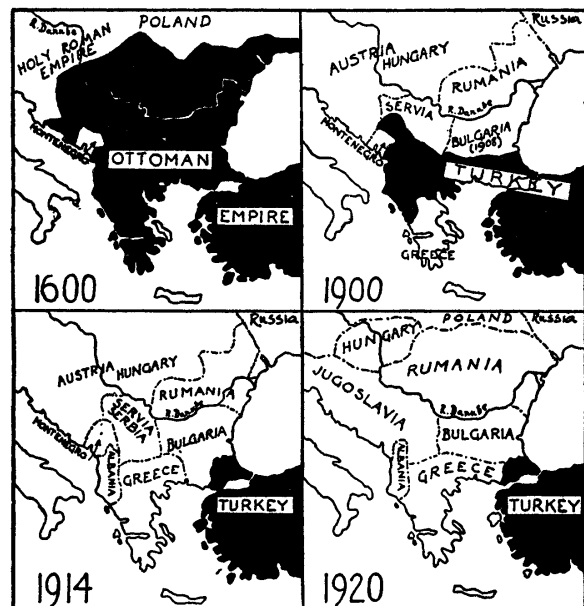 POLAND
R. Danube
HOLY ROMAN
EMPIRE
MONTENEGRO
OTTOMAN
EMPIRE
1600
Russia
AUSTRIA
HUNGARY
RUMANIA
SERVIA
R. Danube
MONTENEGRO
BULGARIA
(1908)
TURKEY
GREECE
1900
Russia
AUSTRIA HUNGARY
RUMANIA
R. Danube
SERVIA
SERBIA
MONTENEGRO
BULGARIA
ALBANIA
GREECE
TURKEY
1914
POLAND
Russia
HUNGARY
RUMANIA
JUGOSLAVIA
R. Danube
BULGARIA
ALBANIA
GREECE
TURKEY
1920